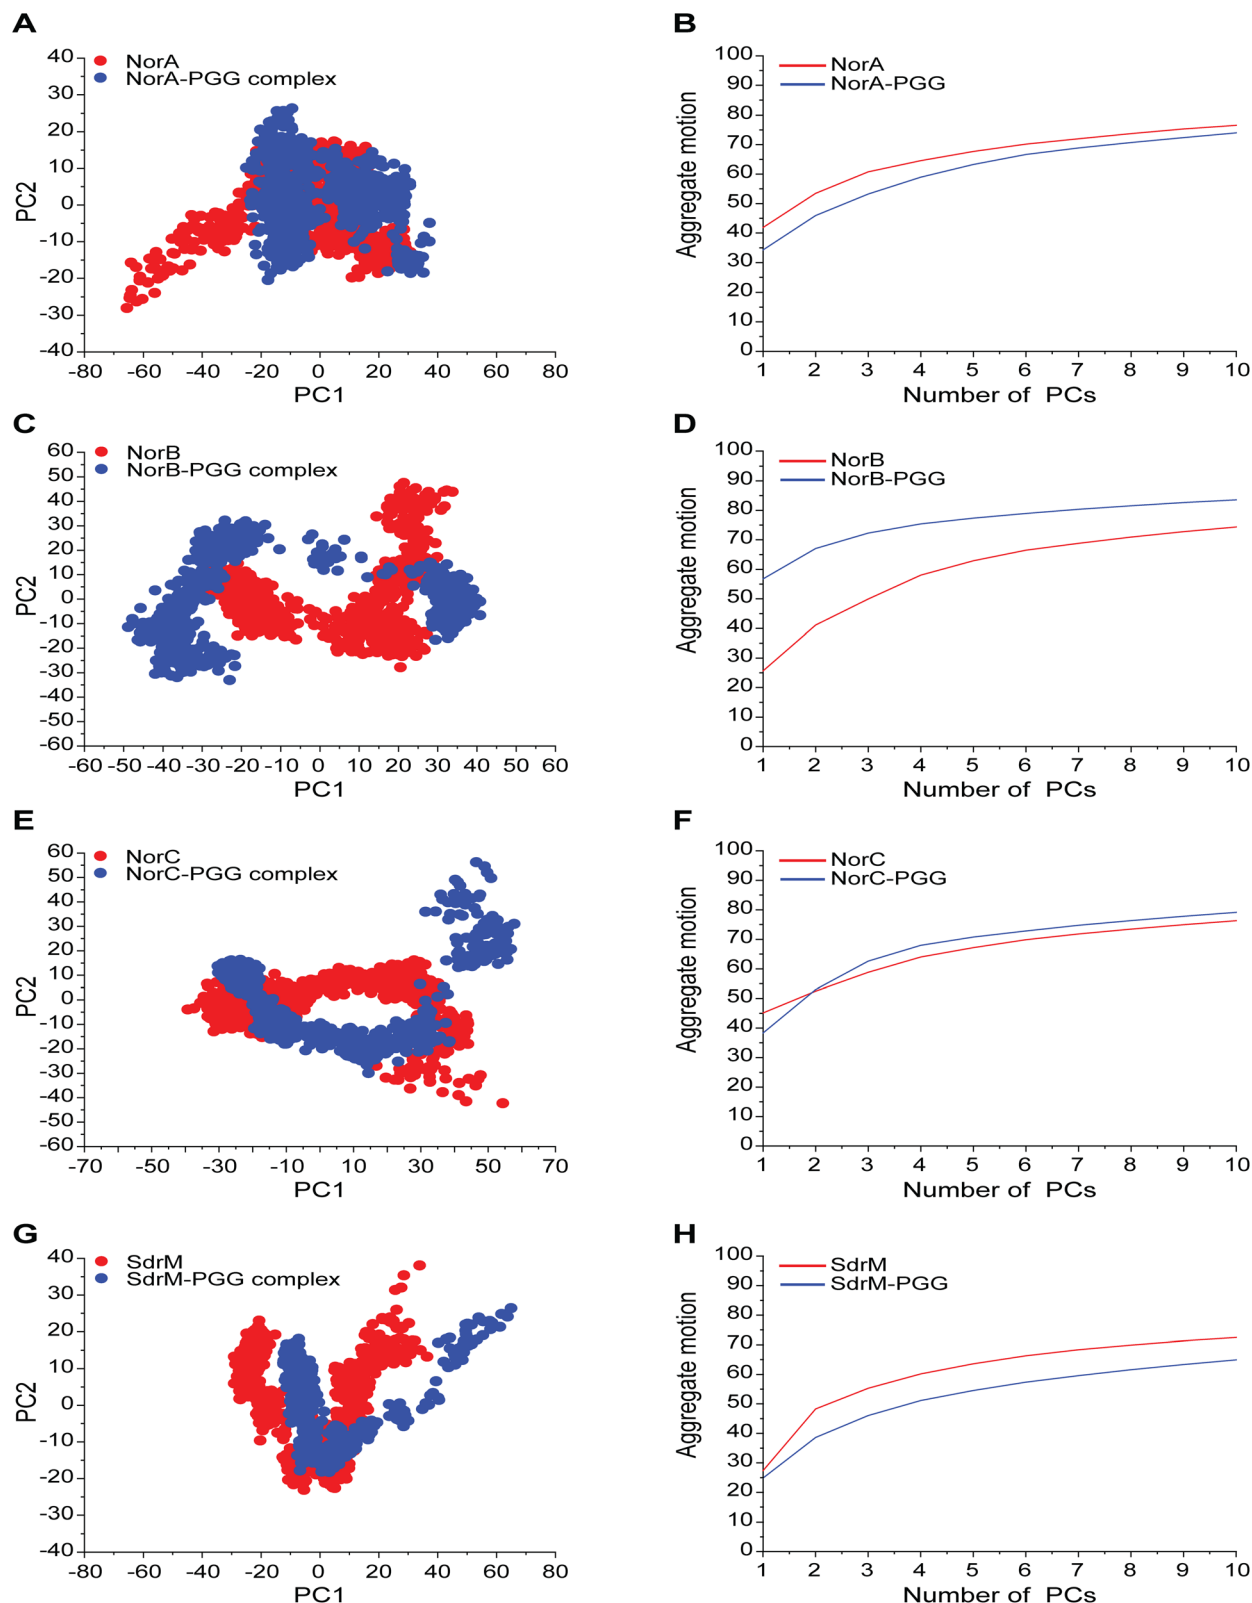 A
NorA
NorA-PGG complex
PC2
40
30
20
10
0
-10
-20
-30
-40
-80 -60 -40 -20 0 20 40 60 80
PC1
B
NorA
NorA-PGG
Aggregate motion
100
90
80
70
60
50
40
30
20
10
0
1 2 3 4 5 6 7 8 9 10
Number of PCs
C
NorB
NorB-PGG complex
PC2
60
50
40
30
20
10
0
-10
-20
-30
-40
-50
-60
-60 -50 -40 -30 -20 -10 0 10 20 30 40 50 60
PC1
D
NorB
NorB-PGG
Aggregate motion
100
90
80
70
60
50
40
30
20
10
0
1 2 3 4 5 6 7 8 9 10
Number of PCs
E
NorC
NorC-PGG complex
PC2
60
50
40
30
20
10
0
-10
-20
-30
-40
-50
-60
-70 -50 -30 -10 10 30 50 70
PC1
F
NorC
NorC-PGG
Aggregate motion
100
90
80
70
60
50
40
30
20
10
0
1 2 3 4 5 6 7 8 9 10
Number of PCs
G
SdrM
SdrM-PGG complex
PC2
40
30
20
10
0
-10
-20
-30
-40
-80 -60 -40 -20 0 20 40 60 80
PC1
H
SdrM
SdrM-PGG
Aggregate motion
100
90
80
70
60
50
40
30
20
10
0
1 2 3 4 5 6 7 8 9 10
Number of PCs